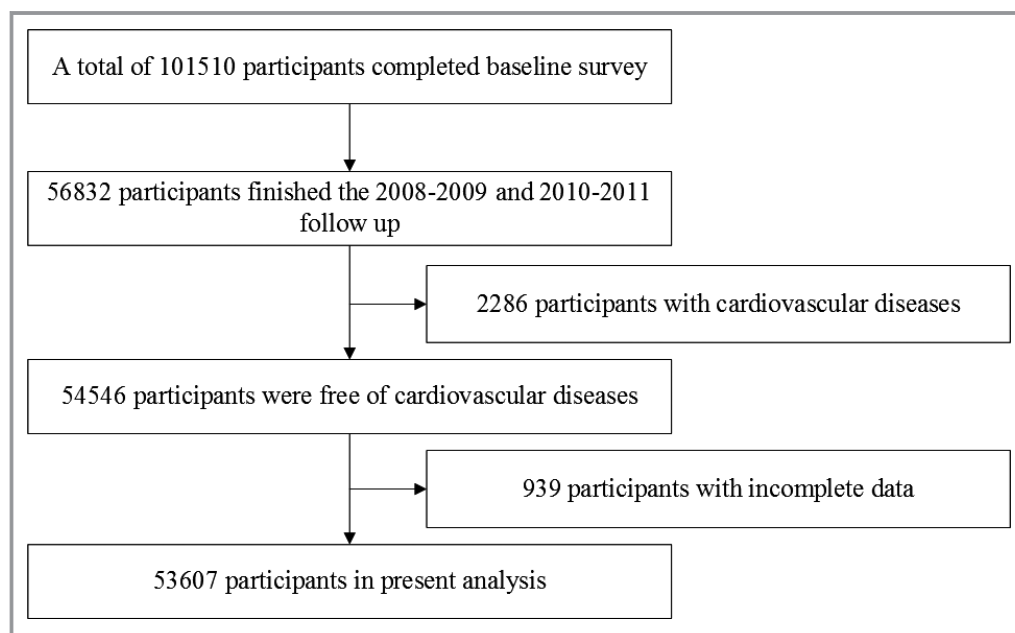 A total of 101510 participants completed baseline survey
56832 participants finished the 2008-2009 and 2010-2011
follow up
2286 participants with cardiovascular diseases
54546 participants were free of cardiovascular diseases
939 participants with incomplete data
53607 participants in present analysis